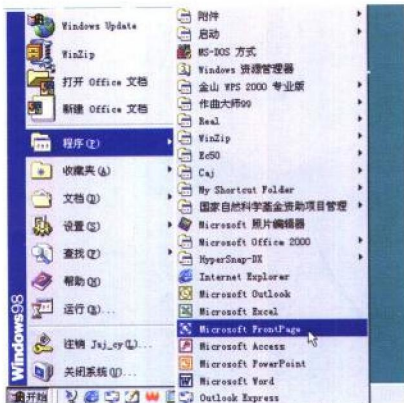 Windows Update
WinZip
打开 Office 文档
新建 Office 文档
程序(P)
收藏夹(A)
文档(D)
设置(S)
查找(F)
帮助(H)
运行(R)...
注销 Jsj_cy(L)...
关闭系统(U)...
Windows98
开始
附件
启动
MS-DOS 方式
Windows 资源管理器
金山 WPS 2000 专业版
作曲大师99
Real
WinZip
Ec50
Caj
My Shortcut Folder
国家自然科学基金资助项目管理
Microsoft 照片编辑器
Microsoft Office 2000
HyperSnap-DX
Internet Explorer
Microsoft Outlook
Microsoft Excel
Microsoft FrontPage
Microsoft Access
Microsoft PowerPoint
Microsoft Word
Outlook Express